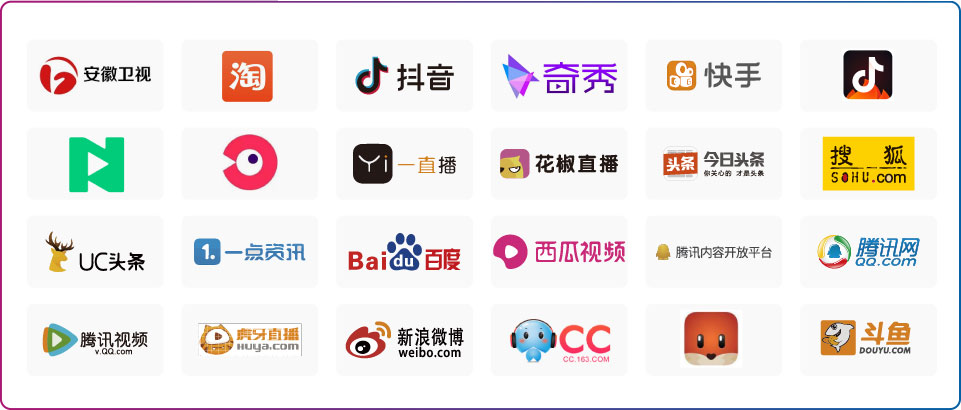 安徽卫视
淘
抖音
奇秀
快手
Yi 一直播
花椒直播
头条 今日头条
你关心的 才是头条
搜狐
SOHU.com
UC头条
1. 一点资讯
Bai du 百度
西瓜视频
腾讯内容开放平台
腾讯网
QQ.com
腾讯视频
v.QQ.com
虎牙直播
HUYA.com
新浪微博
weibo.com
CC
CC.163.COM
斗鱼
DOUYU.COM